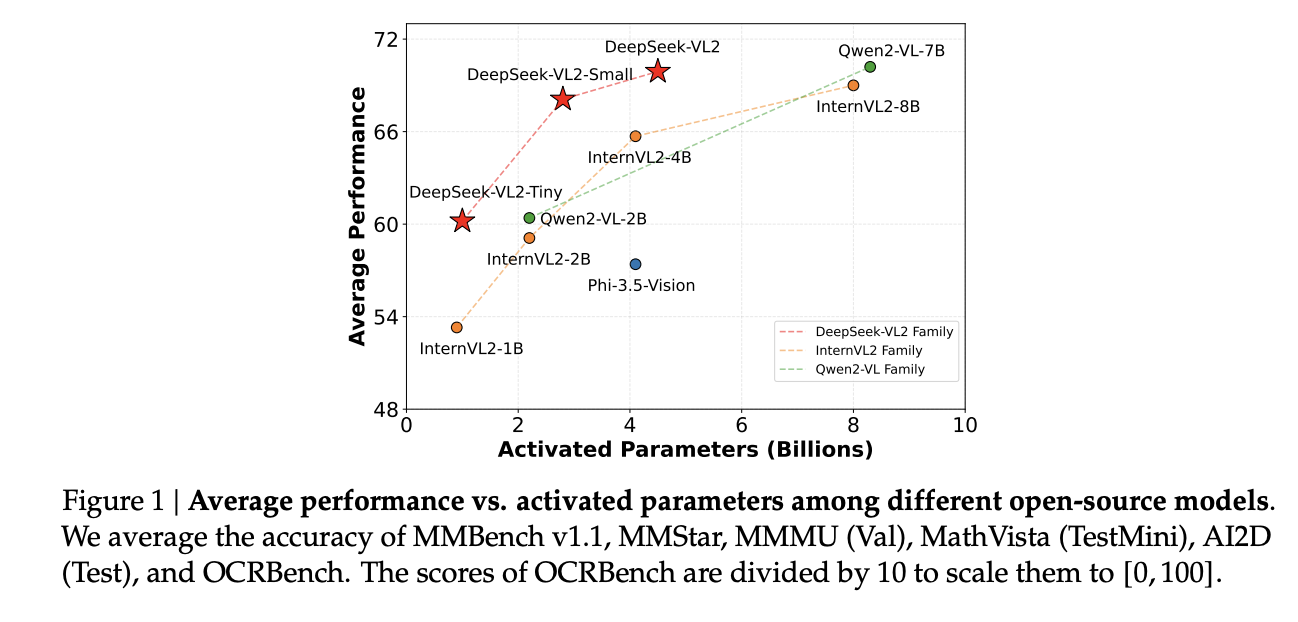 72
DeepSeek-VL2
Qwen2-VL-7B
DeepSeek-VL2-Small
InternVL2-8B
66
InternVL2-4B
DeepSeek-VL2-Tiny
60
Qwen2-VL-2B
InternVL2-2B
Phi-3.5-Vision
54
InternVL2-1B
48
Average Performance
DeepSeek-VL2 Family
InternVL2 Family
Qwen2-VL Family
0 2 4 6 8 10
Activated Parameters (Billions)
Figure 1 | Average performance vs. activated parameters among different open-source models.
We average the accuracy of MMBench v1.1, MMStar, MMMU (Val), MathVista (TestMini), AI2D
(Test), and OCRBench. The scores of OCRBench are divided by 10 to scale them to [0, 100].